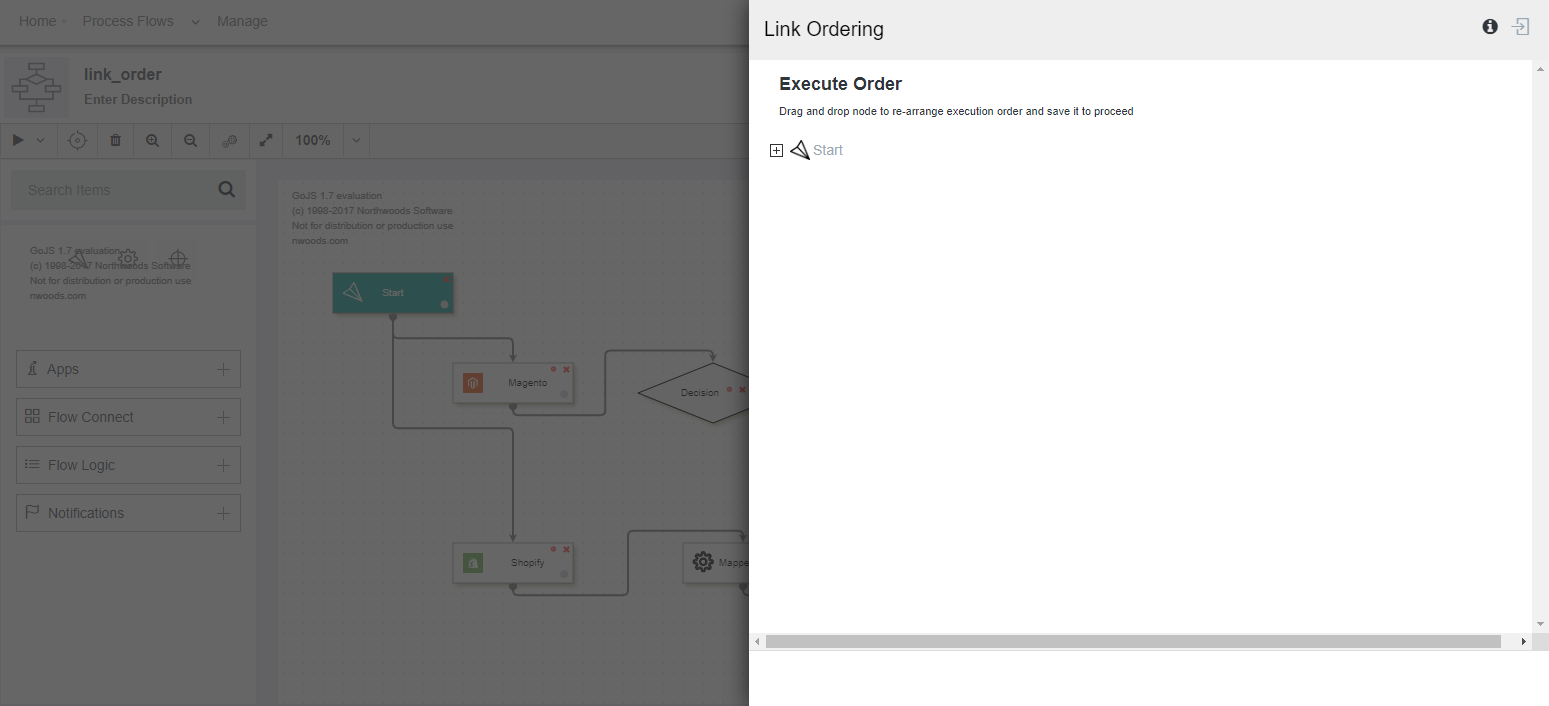 Home
Process Flows
Manage
link_order
Enter Description
100%
Search Items
GoJS 1.7 evaluation
(c) 1998-2017 Northwoods Software
Not for distribution or production use
nwoods.com
Apps
Flow Connect
Flow Logic
Notifications
GoJS 1.7 evaluation
(c) 1998-2017 Northwoods Software
Not for distribution or production use
nwoods.com
Start
Magento
Decision
Shopify
Mappe
Link Ordering
Execute Order
Drag and drop node to re-arrange execution order and save it to proceed
Start